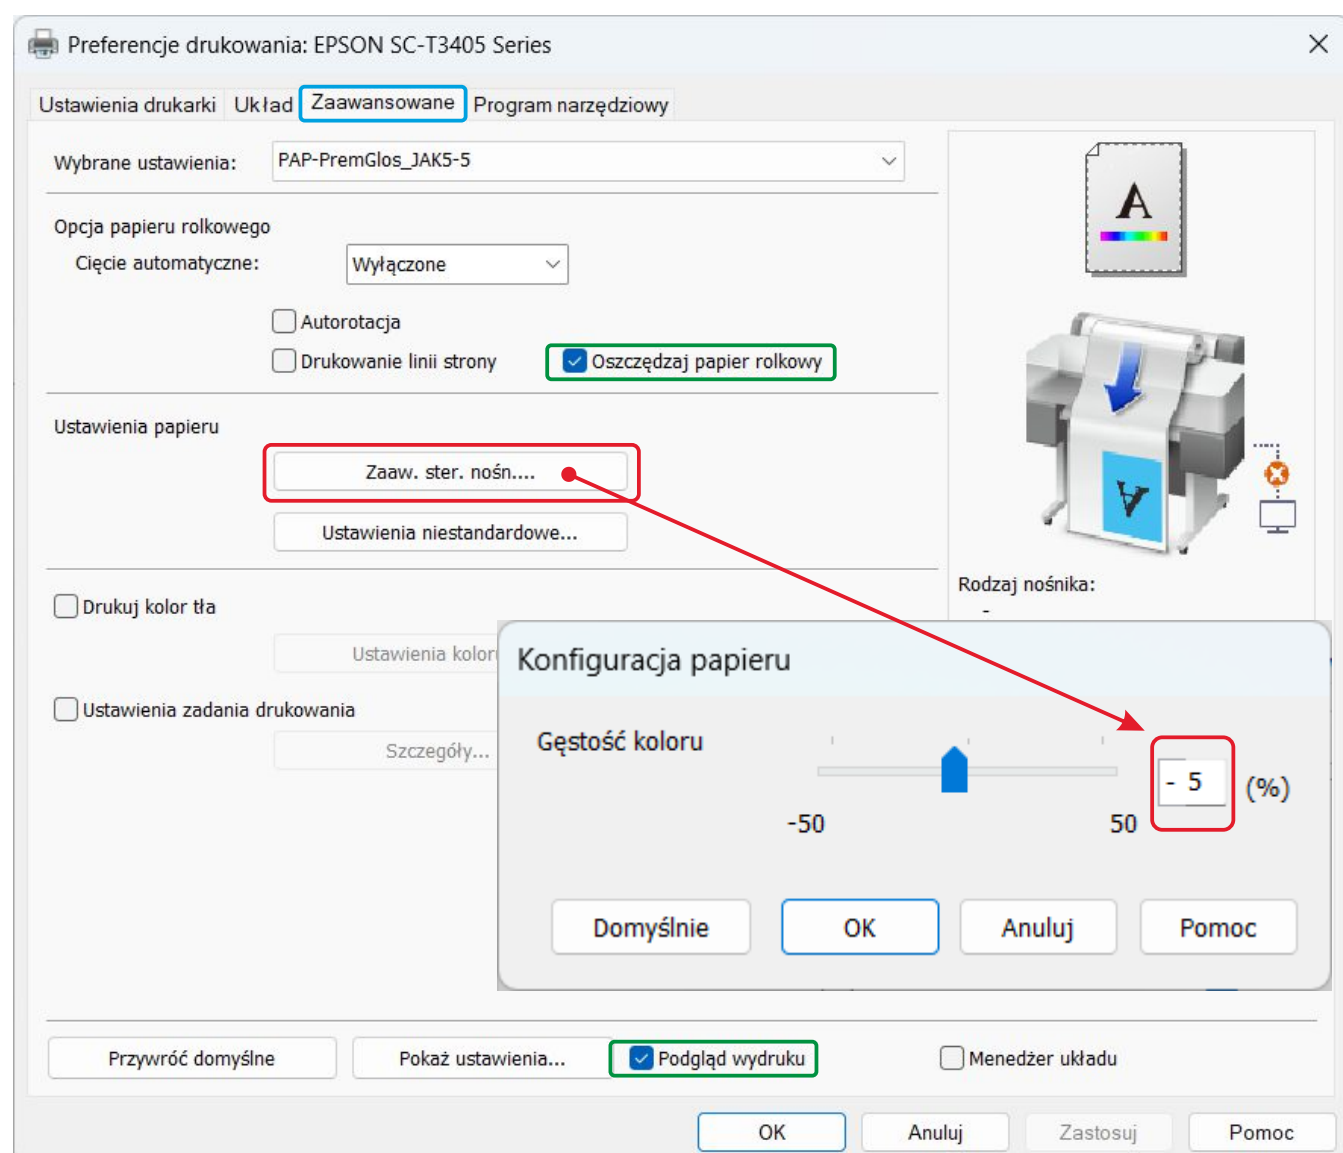 Preferencje drukowania: EPSON SC-T3405 Series
Ustawienia drukarki Układ Zaawansowane Program narzędziowy
Wybrane ustawienia: PAP-PremGlos_JAK5-5
Opcja papieru rolkowego
Cięcie automatyczne: Wyłączone
Autorotacja
Drukowanie linii strony Oszczędzaj papier rolkowy
Ustawienia papieru
Zaaw. ster. nośn....
Ustawienia niestandardowe...
Drukuj kolor tła
Ustawienia kolor
Ustawienia zadania drukowania
Szczegóły...
A
A
Rodzaj nośnika:
-
Konfiguracja papieru
Gęstość koloru
- 5 (%)
-50 50
Domyślnie OK Anuluj Pomoc
Przywróć domyślne Pokaż ustawienia... Podgląd wydruku Menedżer układu
OK Anuluj Zastosuj Pomoc